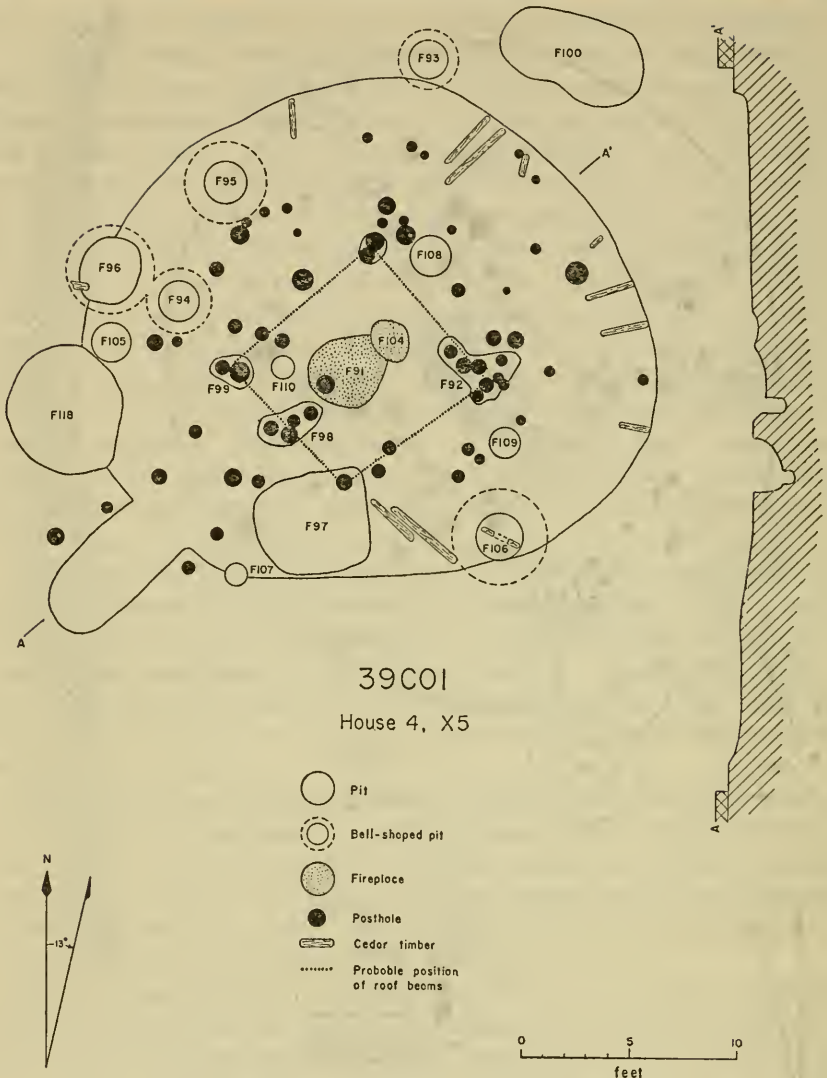 F93
F100
A'
A'
F95
F96
F94
F108
F105
F104
F99
F110
F91
F92
F118
F98
F109
F97
F106
F107
A
A
39CO1
House 4, X5
Pit
Bell-shaped pit
Fireplace
Posthole
Cedar timber
Probable position
of roof beams
N
13°
0 5 10
feet